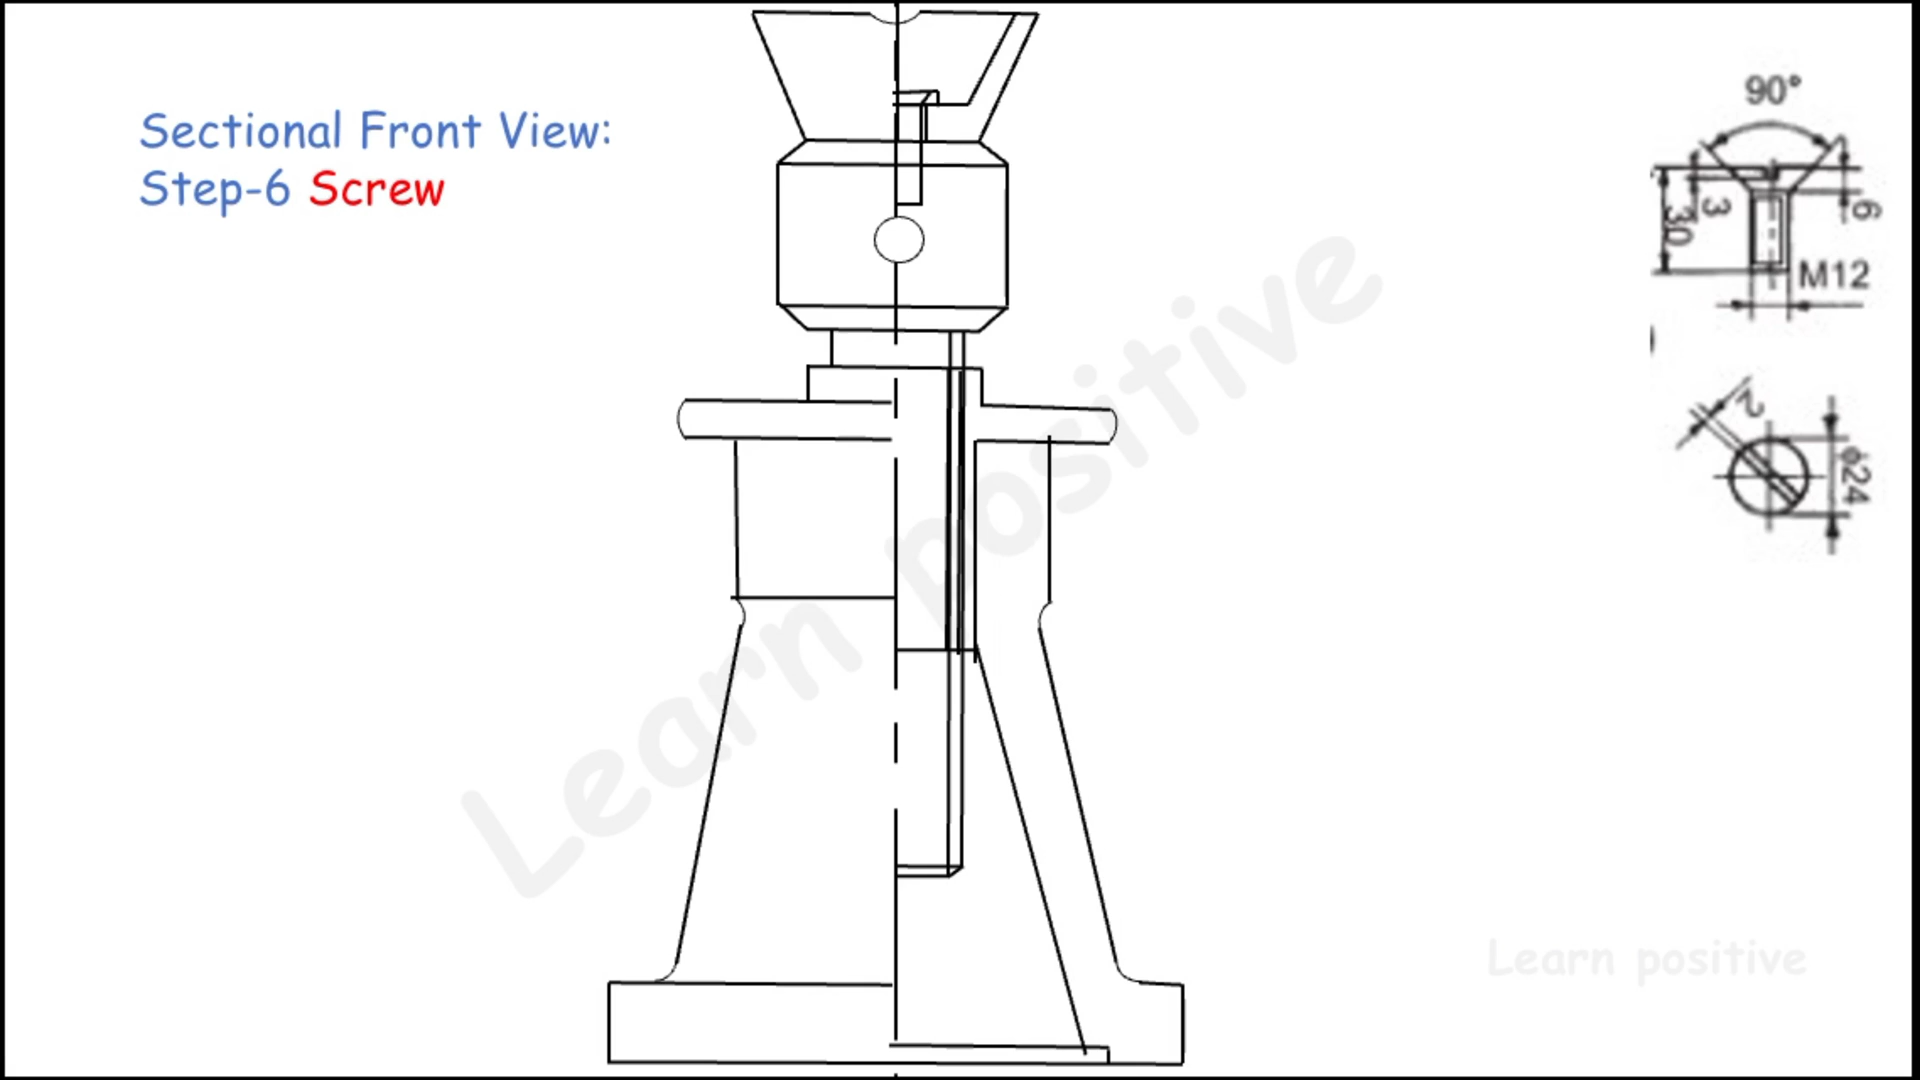 Sectional Front View:
Step-6 Screw
90°
3
30
6
M12
2
ϕ24
Learn positive
Learn positive